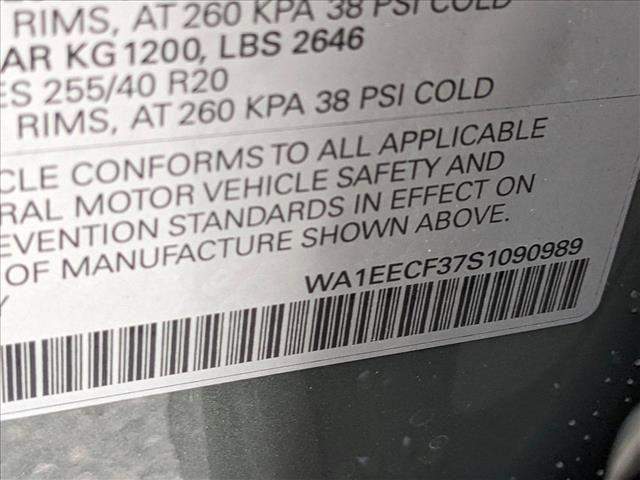 RIMS, AT 260 KPA 38 PSI COLD
AR KG 1200, LBS 2646
ES 255/40 R20
RIMS, AT 260 KPA 38 PSI COLD
CLE CONFORMS TO ALL APPLICABLE
RAL MOTOR VEHICLE SAFETY AND
EVENTION STANDARDS IN EFFECT ON
OF MANUFACTURE SHOWN ABOVE.
WA1EECF37S1090989